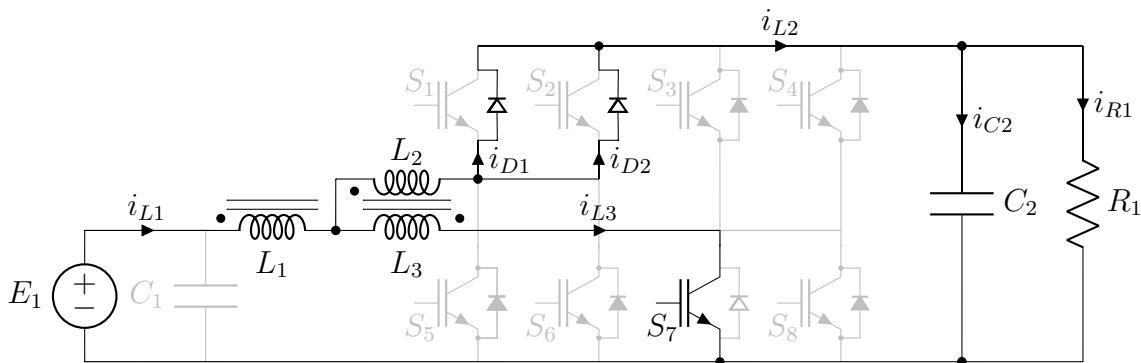 i_{L2}
S_1 S_2 S_3 S_4
i_{R1}
i_{C2}
L_2 i_{D1} i_{D2}
i_{L1} i_{L3} C_2 R_1
L_1 L_3
E_1 + − C_1
S_5 S_6 S_7 S_8